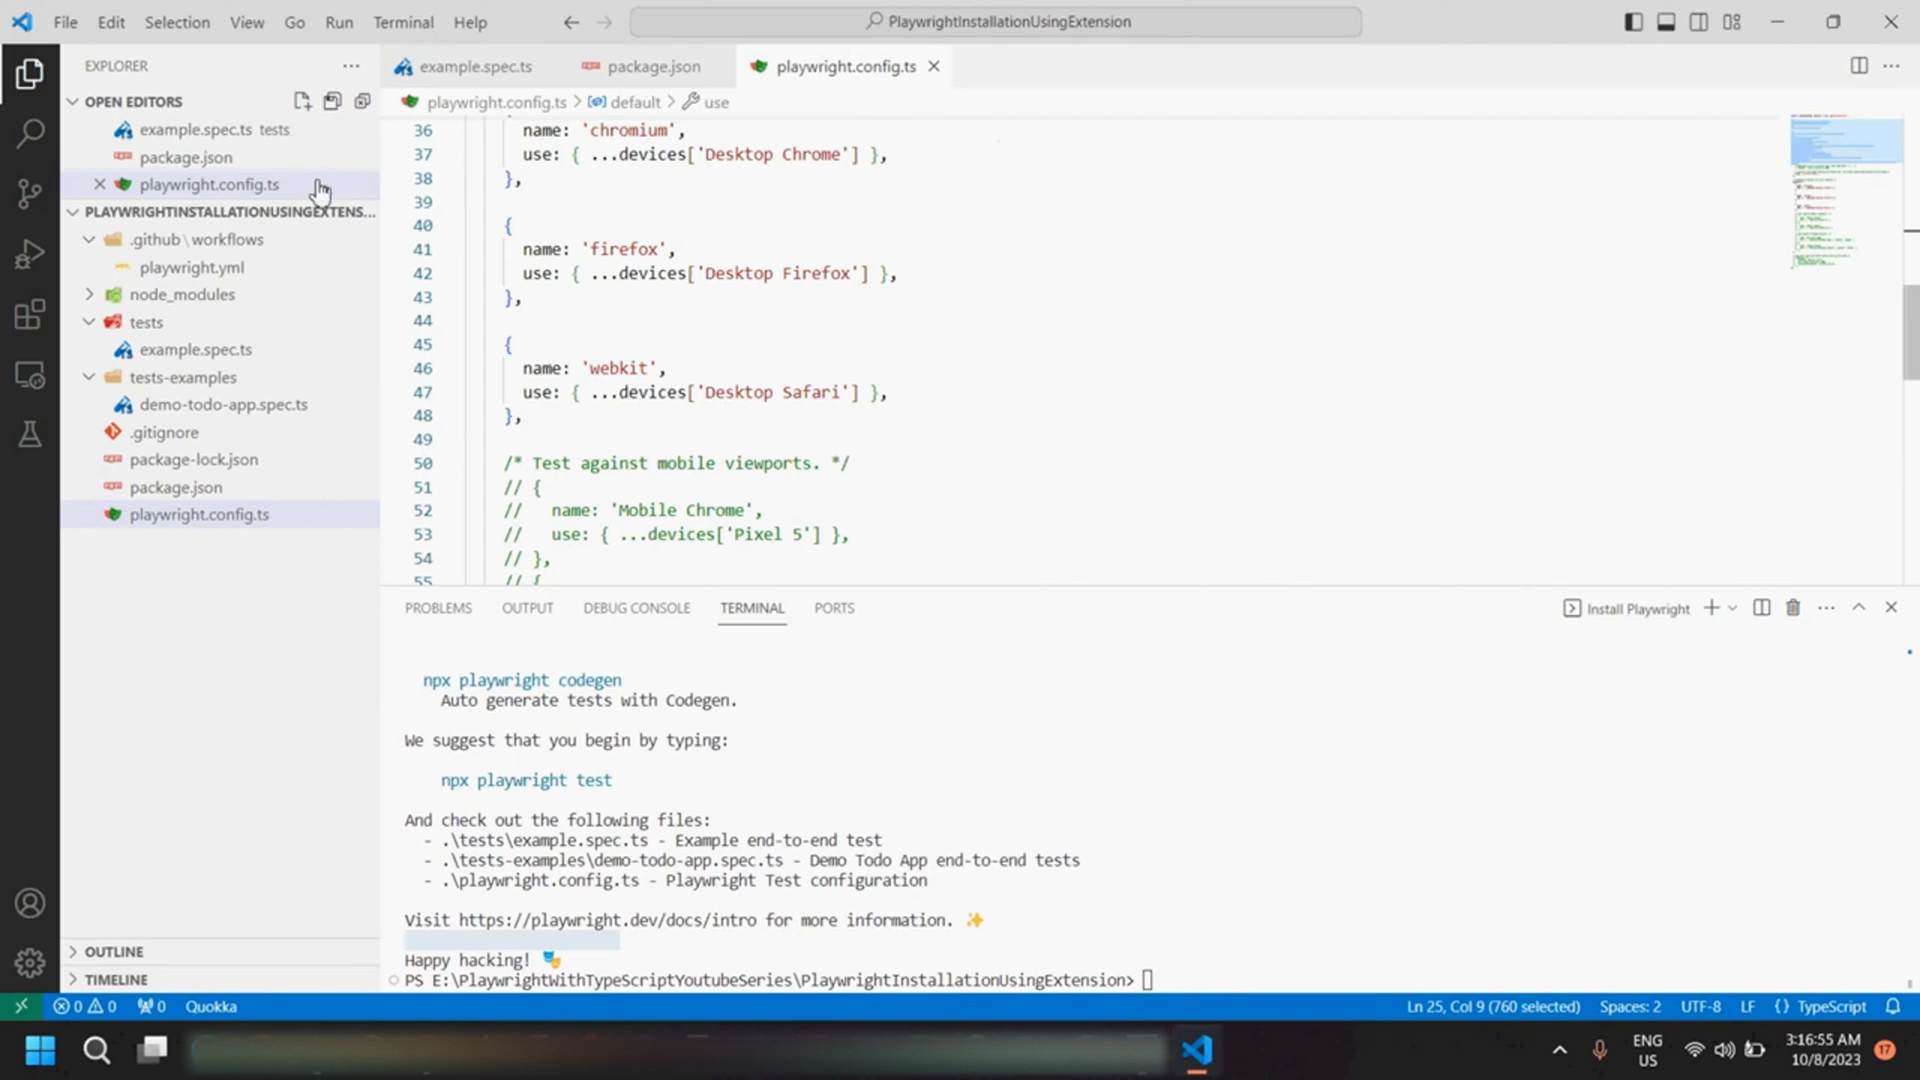 File Edit Selection View Go Run Terminal Help
PlaywrightInstallationUsingExtension
EXPLORER
OPEN EDITORS
example.spec.ts tests
package.json
playwright.config.ts
PLAYWRIGHTINSTALLATIONUSINGEXTENS...
.github\workflows
playwright.yml
node_modules
tests
example.spec.ts
tests-examples
demo-todo-app.spec.ts
.gitignore
package-lock.json
package.json
playwright.config.ts
OUTLINE
TIMELINE
example.spec.ts package.json playwright.config.ts
playwright.config.ts > default > use
36 name: 'chromium',
37 use: { ...devices['Desktop Chrome'] },
38 },
39
40 {
41 name: 'firefox',
42 use: { ...devices['Desktop Firefox'] },
43 },
44
45 {
46 name: 'webkit',
47 use: { ...devices['Desktop Safari'] },
48 },
49
50 /* Test against mobile viewports. */
51 // {
52 // name: 'Mobile Chrome',
53 // use: { ...devices['Pixel 5'] },
54 // },
55 // {
PROBLEMS OUTPUT DEBUG CONSOLE TERMINAL PORTS
Install Playwright
npx playwright codegen
Auto generate tests with Codegen.
We suggest that you begin by typing:
npx playwright test
And check out the following files:
- .\tests\example.spec.ts - Example end-to-end test
- .\tests-examples\demo-todo-app.spec.ts - Demo Todo App end-to-end tests
- .\playwright.config.ts - Playwright Test configuration
Visit https://playwright.dev/docs/intro for more information. ✨
Happy hacking! 🎭
PS E:\PlaywrightWithTypeScriptYoutubeSeries\PlaywrightInstallationUsingExtension>
0 0 0 Quokka
Ln 25, Col 9 (760 selected) Spaces: 2 UTF-8 LF {} TypeScript
ENG
US
3:16:55 AM
10/8/2023
17